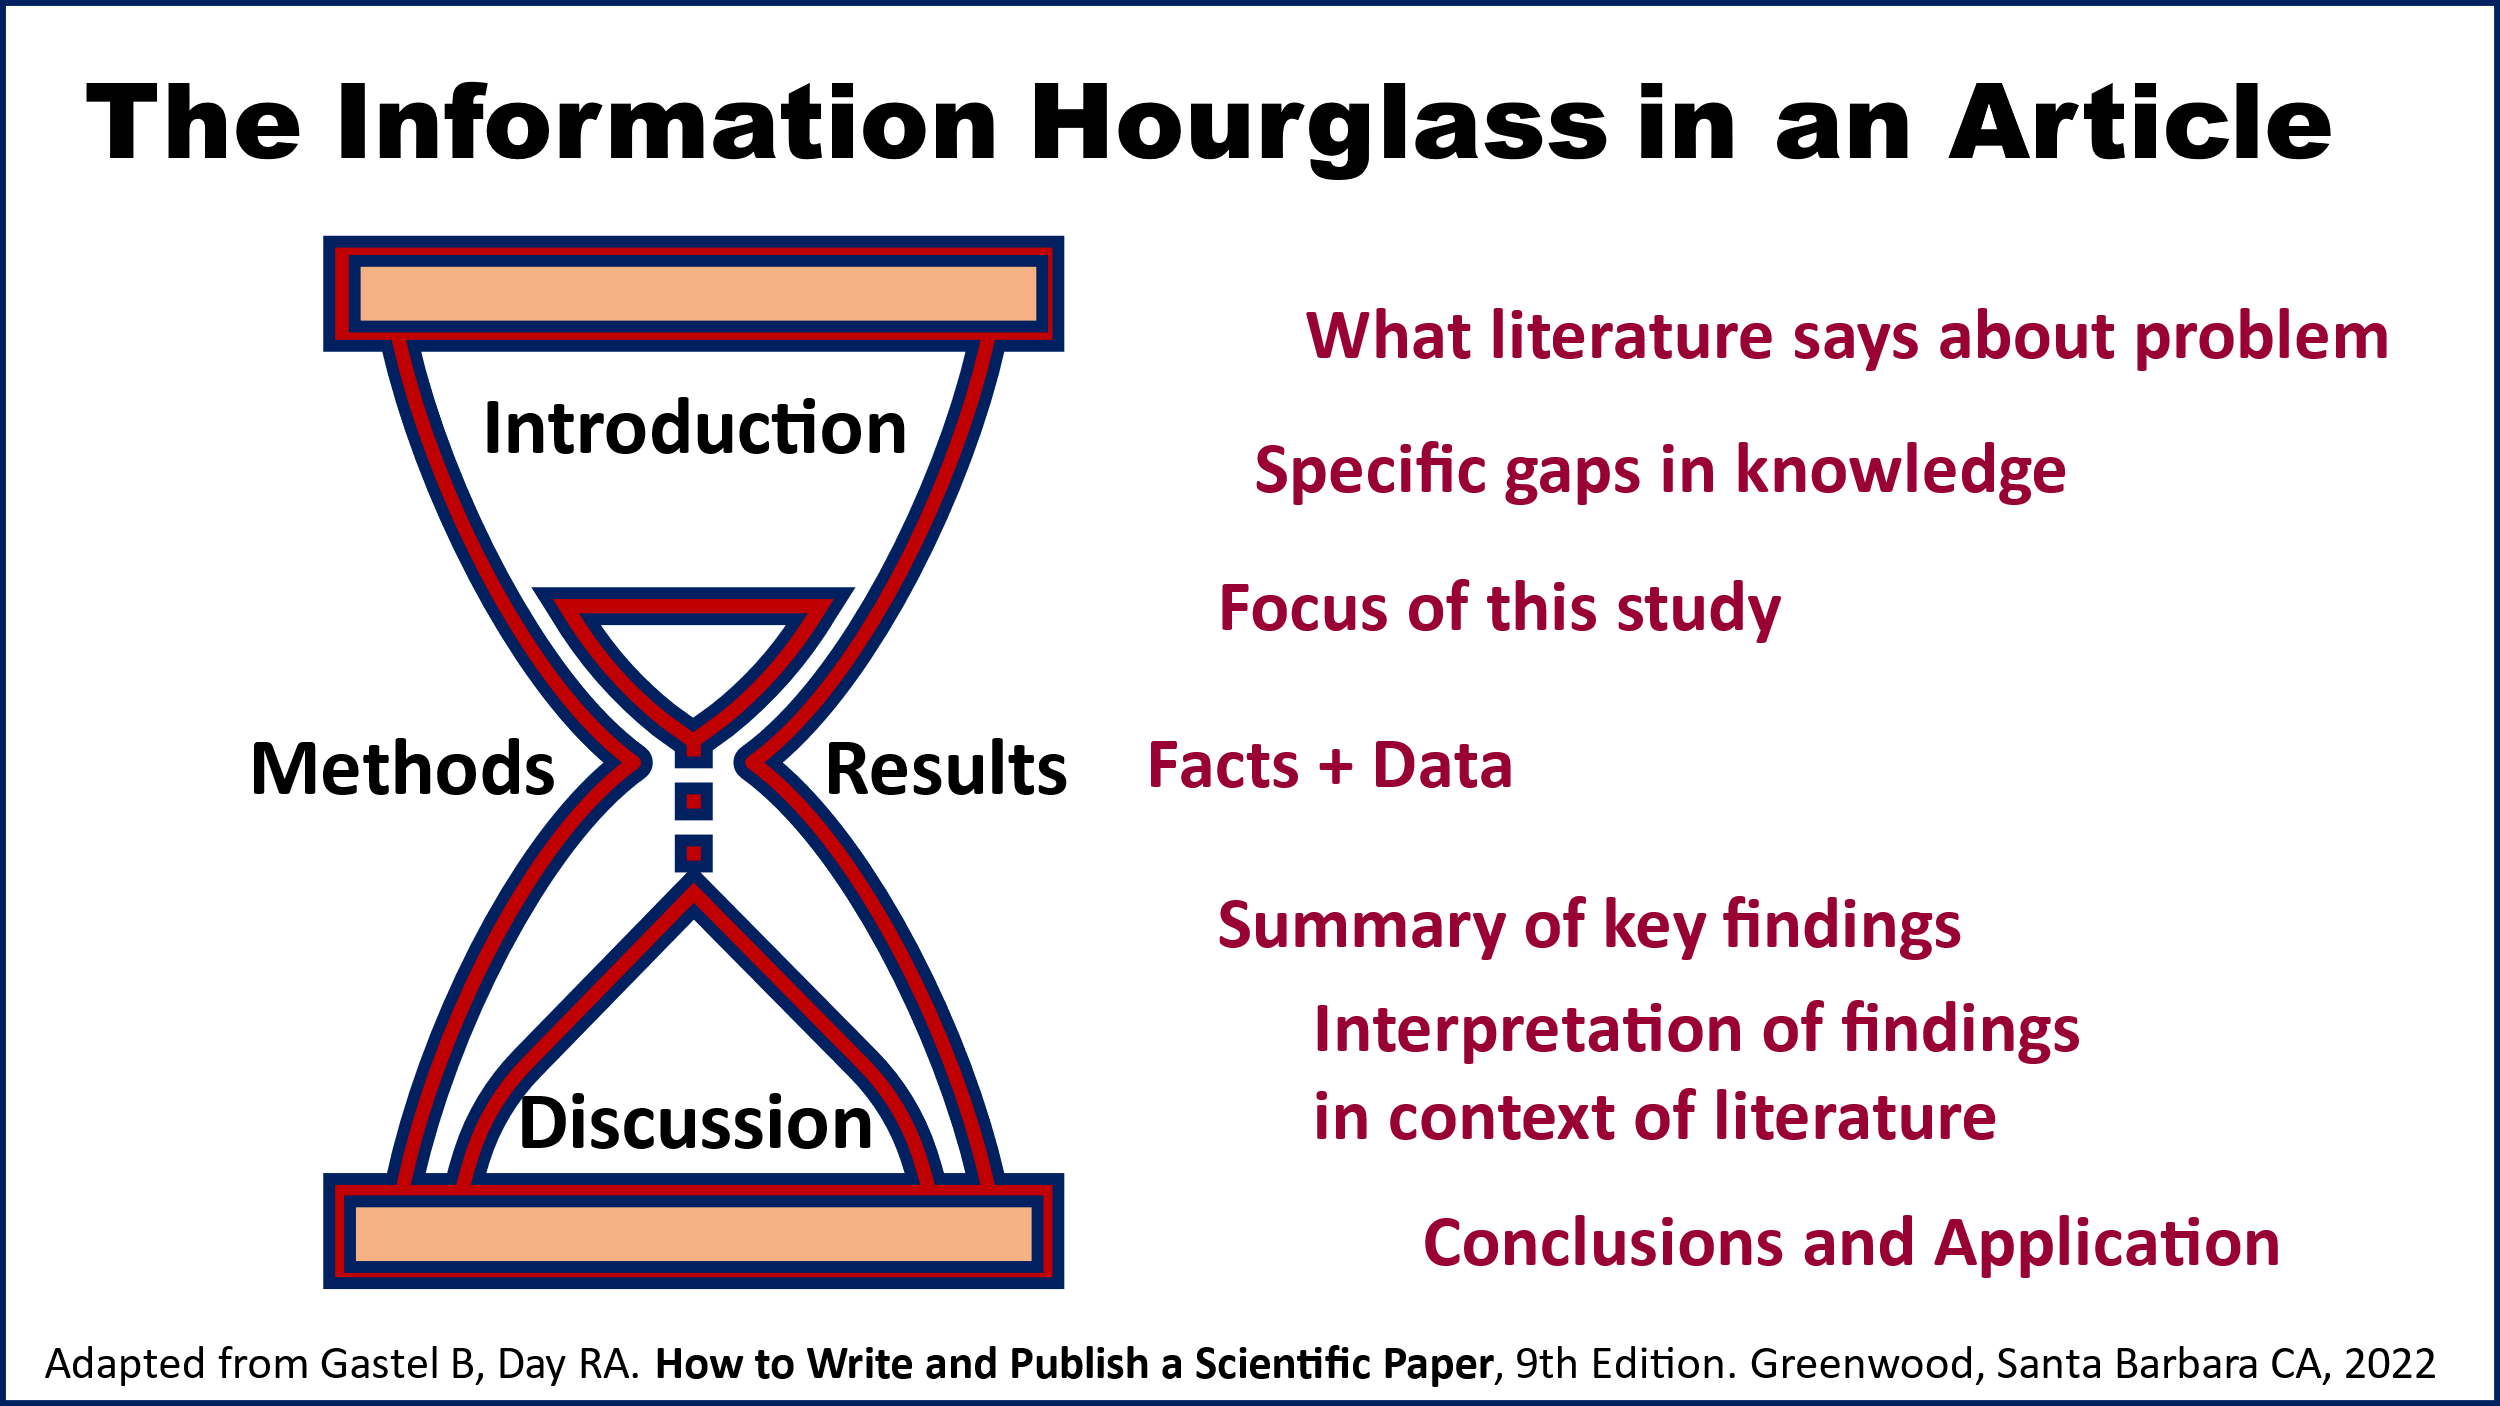 The Information Hourglass in an Article
What literature says about problem
Introduction
Specific gaps in knowledge
Focus of this study
Methods
Results
Facts + Data
Summary of key findings
Interpretation of findings
in context of literature
Discussion
Conclusions and Application
Adapted from Gastel B, Day RA. How to Write and Publish a Scientific Paper, 9th Edition. Greenwood, Santa Barbara CA, 2022